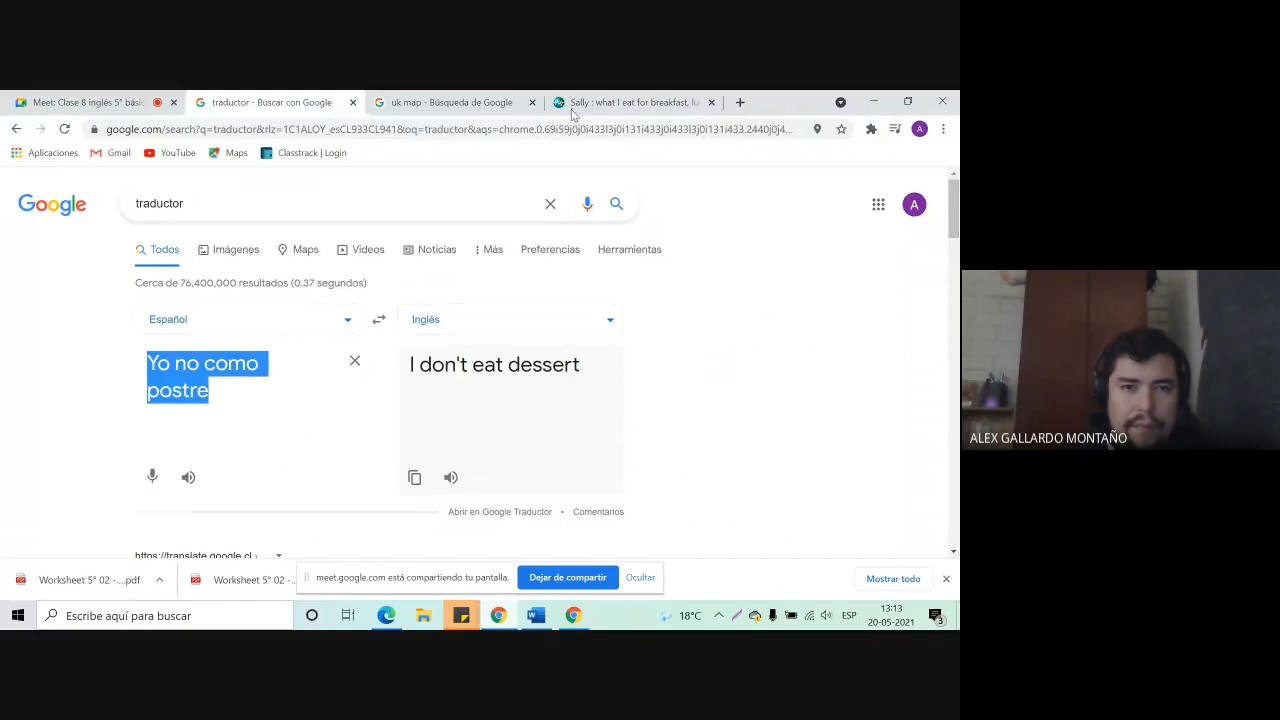 Meet: Clase 8 inglés 5° bási
traductor - Buscar con Google
uk map - Búsqueda de Google
Sally : what I eat for breakfast, lu
google.com/search?q=traductor&rlz=1C1ALOY_esCL933CL941&oq=traductor&aqs=chrome.0.69i59j0j0i433l3j0i131i433j0i433l3j0i131i433.2440j0j4...
A
Aplicaciones
Gmail
YouTube
Maps
Classtrack | Login
Google
traductor
A
Todos
Imágenes
Maps
Videos
Noticias
Más
Preferencias
Herramientas
Cerca de 76,400,000 resultados (0.37 segundos)
Español
Inglés
Yo no como
postre
I don't eat dessert
ALEX GALLARDO MONTAÑO
Abrir en Google Traductor • Comentarios
https://translate.google.cl ›
Worksheet 5° 02 -....pdf
Worksheet 5° 02 -...
meet.google.com está compartiendo tu pantalla.
Dejar de compartir
Ocultar
Mostrar todo
Escribe aquí para buscar
18°C
ESP
13:13
20-05-2021
3